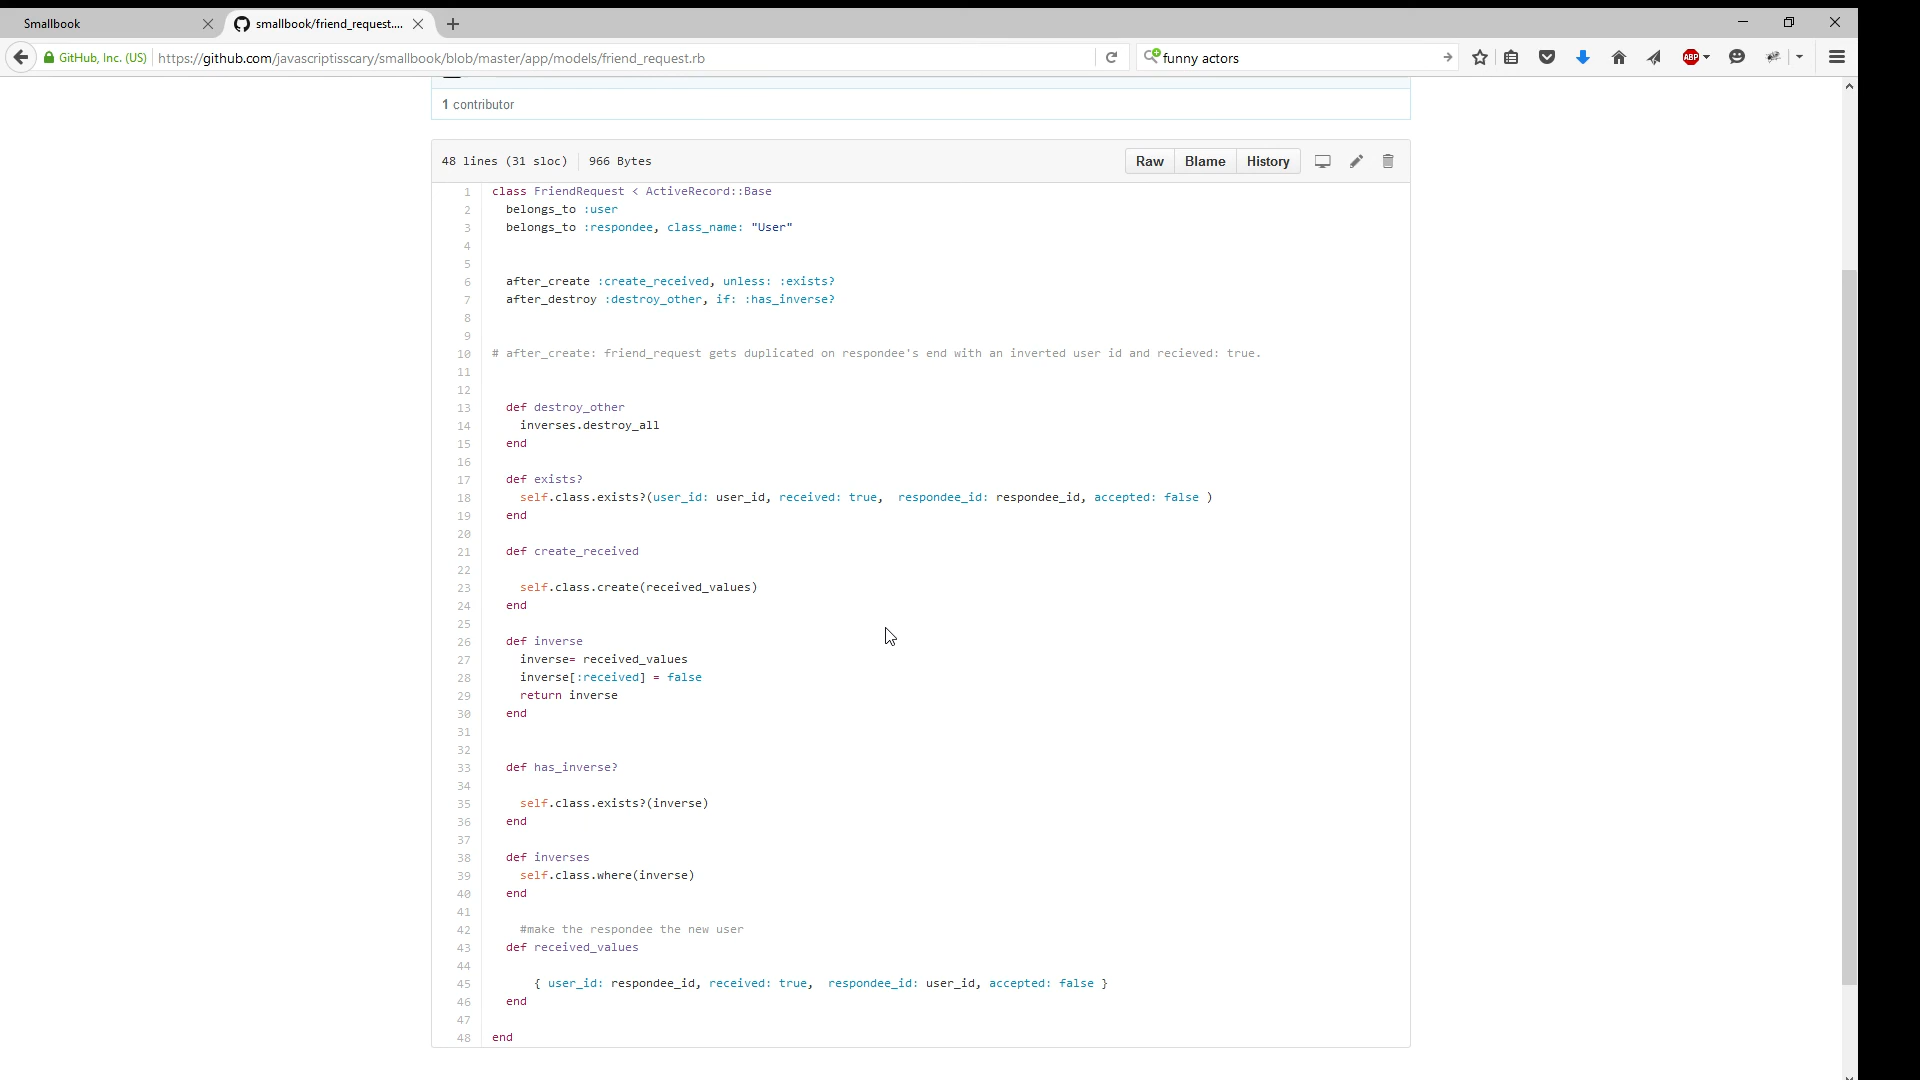 Smallbook
smallbook/friend_request....
GitHub, Inc. (US)
https://github.com/javascriptisscary/smallbook/blob/master/app/models/friend_request.rb
funny actors
ABP
1 contributor
48 lines (31 sloc) 966 Bytes
Raw Blame History
1 class FriendRequest < ActiveRecord::Base
2 belongs_to :user
3 belongs_to :respondee, class_name: "User"
4
5
6 after_create :create_received, unless: :exists?
7 after_destroy :destroy_other, if: :has_inverse?
8
9
10 # after_create: friend_request gets duplicated on respondee's end with an inverted user id and recieved: true.
11
12
13 def destroy_other
14 inverses.destroy_all
15 end
16
17 def exists?
18 self.class.exists?(user_id: user_id, received: true, respondee_id: respondee_id, accepted: false )
19 end
20
21 def create_received
22
23 self.class.create(received_values)
24 end
25
26 def inverse
27 inverse= received_values
28 inverse[:received] = false
29 return inverse
30 end
31
32
33 def has_inverse?
34
35 self.class.exists?(inverse)
36 end
37
38 def inverses
39 self.class.where(inverse)
40 end
41
42 #make the respondee the new user
43 def received_values
44
45 { user_id: respondee_id, received: true, respondee_id: user_id, accepted: false }
46 end
47
48 end